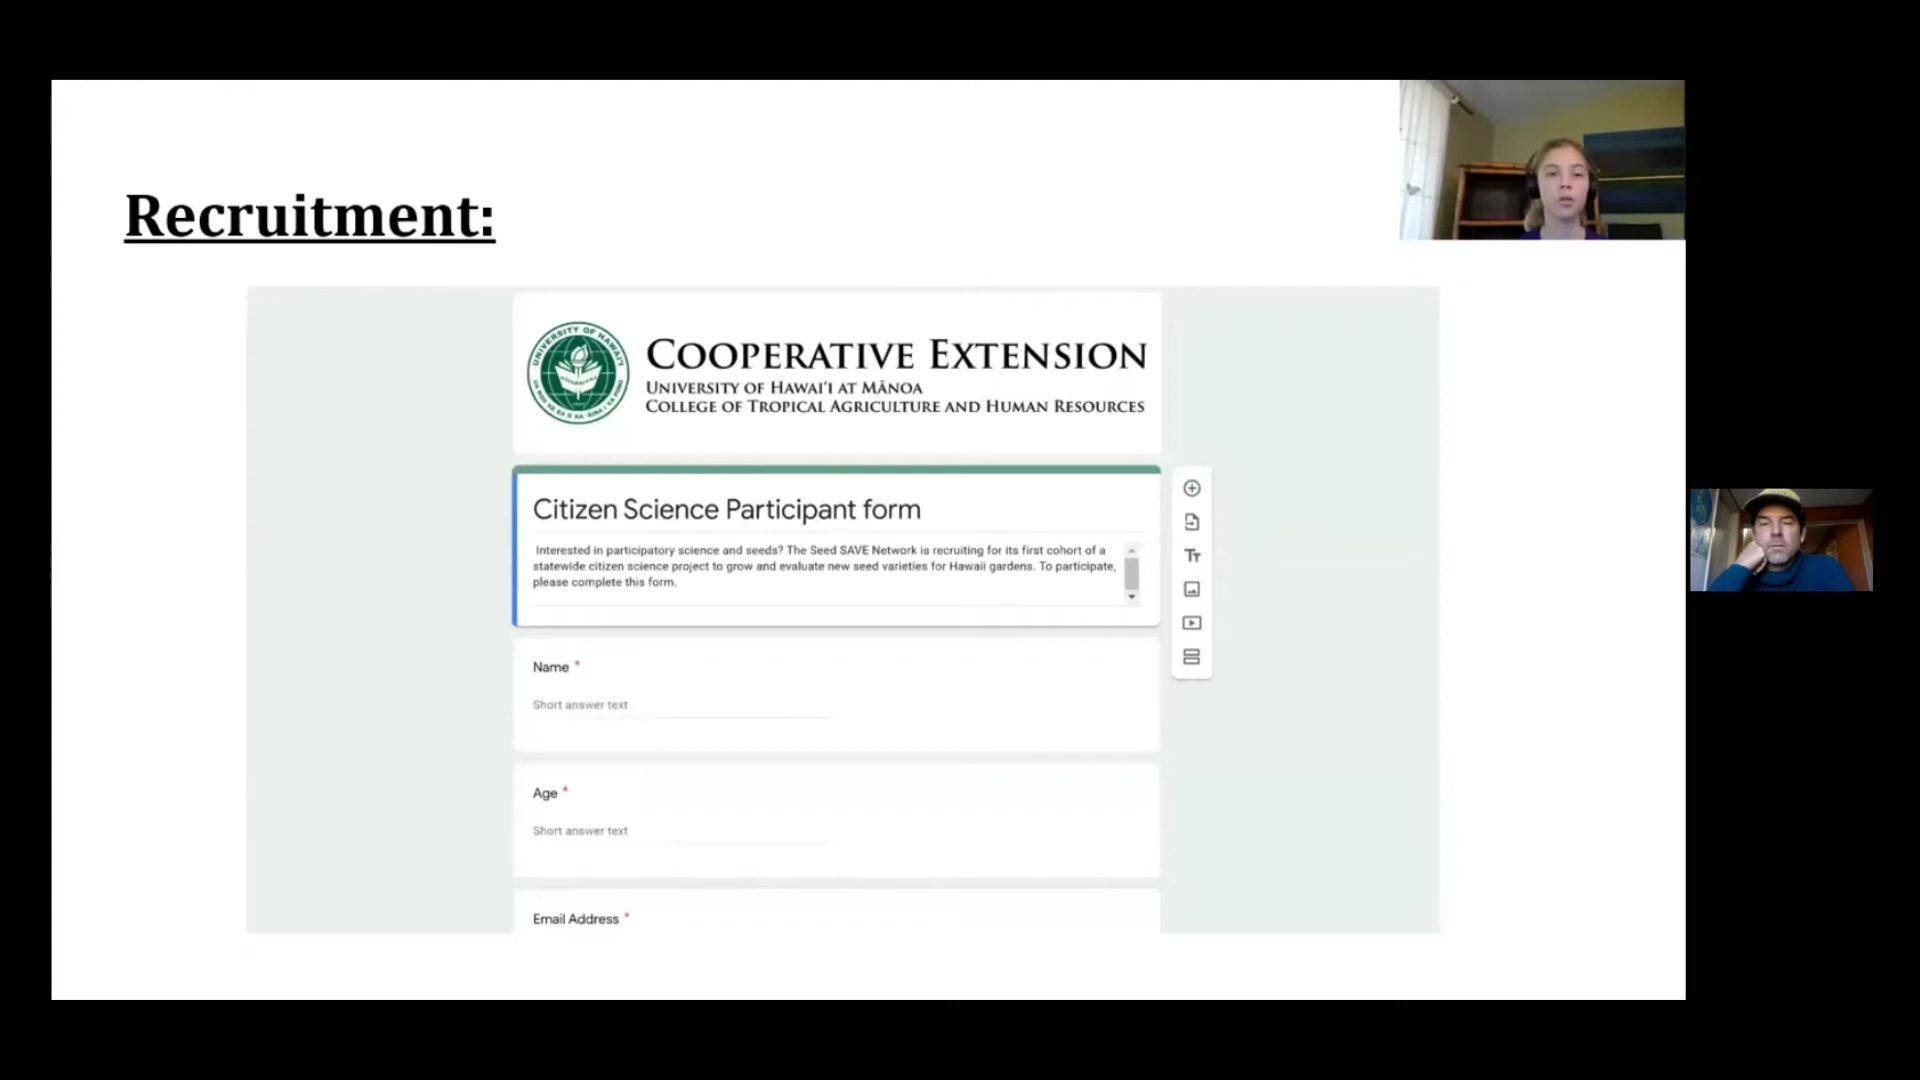 Recruitment:
UNIVERSITY OF HAWAI'I
COOPERATIVE EXTENSION
UNIVERSITY OF HAWAI'I AT MĀNOA
COLLEGE OF TROPICAL AGRICULTURE AND HUMAN RESOURCES
Citizen Science Participant form
Interested in participatory science and seeds? The Seed SAVE Network is recruiting for its first cohort of a
statewide citizen science project to grow and evaluate new seed varieties for Hawaii gardens. To participate,
please complete this form.
Name *
Short answer text
Age *
Short answer text
Email Address *